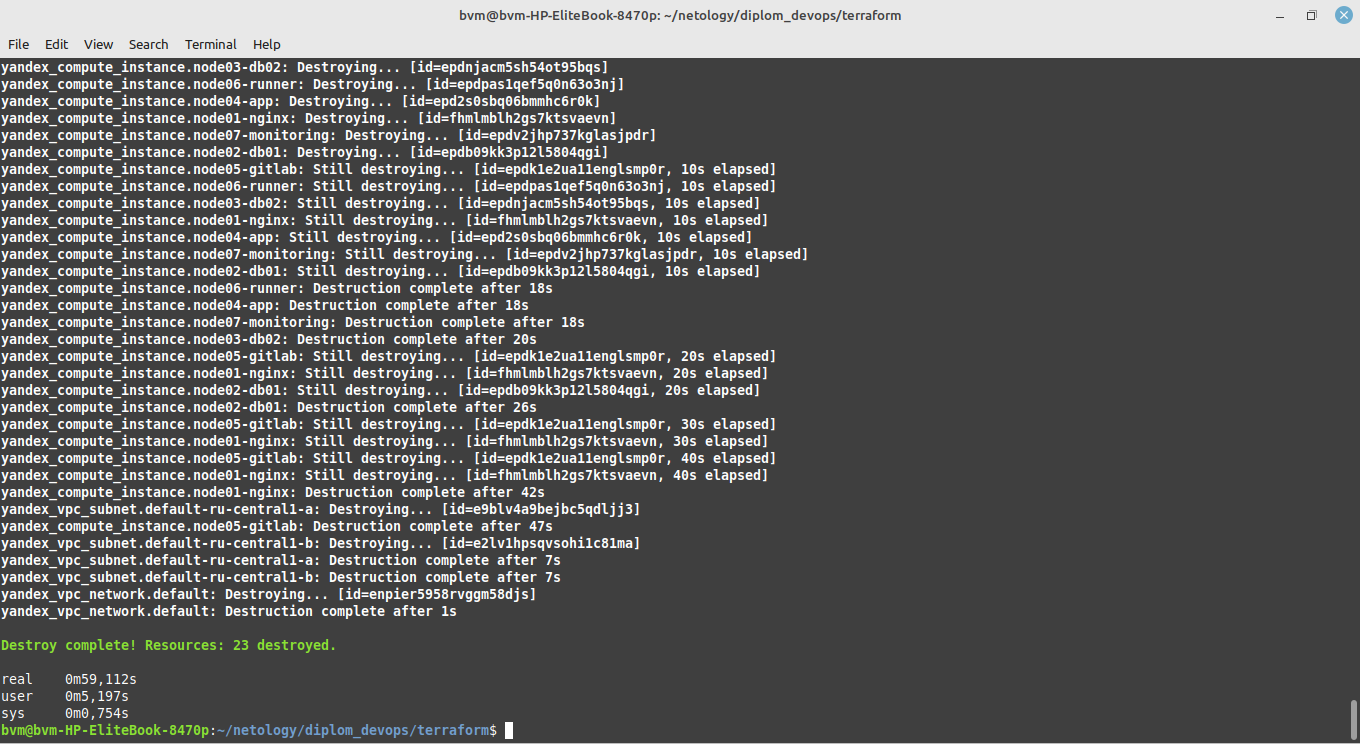 bvm@bvm-HP-EliteBook-8470p: ~/netology/diplom_devops/terraform
File Edit View Search Terminal Help
yandex_compute_instance.node03-db02: Destroying... [id=epdnjacm5sh54ot95bqs]
yandex_compute_instance.node06-runner: Destroying... [id=epdpas1qef5q0n63o3nj]
yandex_compute_instance.node04-app: Destroying... [id=epd2s0sbq06bmmhc6r0k]
yandex_compute_instance.node01-nginx: Destroying... [id=fhmlmblh2gs7ktsvaevn]
yandex_compute_instance.node07-monitoring: Destroying... [id=epdv2jhp737kglasjpdr]
yandex_compute_instance.node02-db01: Destroying... [id=epdb09kk3p12l5804qgi]
yandex_compute_instance.node05-gitlab: Still destroying... [id=epdk1e2ua11englsmp0r, 10s elapsed]
yandex_compute_instance.node06-runner: Still destroying... [id=epdpas1qef5q0n63o3nj, 10s elapsed]
yandex_compute_instance.node03-db02: Still destroying... [id=epdnjacm5sh54ot95bqs, 10s elapsed]
yandex_compute_instance.node01-nginx: Still destroying... [id=fhmlmblh2gs7ktsvaevn, 10s elapsed]
yandex_compute_instance.node04-app: Still destroying... [id=epd2s0sbq06bmmhc6r0k, 10s elapsed]
yandex_compute_instance.node07-monitoring: Still destroying... [id=epdv2jhp737kglasjpdr, 10s elapsed]
yandex_compute_instance.node02-db01: Still destroying... [id=epdb09kk3p12l5804qgi, 10s elapsed]
yandex_compute_instance.node06-runner: Destruction complete after 18s
yandex_compute_instance.node04-app: Destruction complete after 18s
yandex_compute_instance.node07-monitoring: Destruction complete after 18s
yandex_compute_instance.node03-db02: Destruction complete after 20s
yandex_compute_instance.node05-gitlab: Still destroying... [id=epdk1e2ua11englsmp0r, 20s elapsed]
yandex_compute_instance.node01-nginx: Still destroying... [id=fhmlmblh2gs7ktsvaevn, 20s elapsed]
yandex_compute_instance.node02-db01: Still destroying... [id=epdb09kk3p12l5804qgi, 20s elapsed]
yandex_compute_instance.node02-db01: Destruction complete after 26s
yandex_compute_instance.node05-gitlab: Still destroying... [id=epdk1e2ua11englsmp0r, 30s elapsed]
yandex_compute_instance.node01-nginx: Still destroying... [id=fhmlmblh2gs7ktsvaevn, 30s elapsed]
yandex_compute_instance.node05-gitlab: Still destroying... [id=epdk1e2ua11englsmp0r, 40s elapsed]
yandex_compute_instance.node01-nginx: Still destroying... [id=fhmlmblh2gs7ktsvaevn, 40s elapsed]
yandex_compute_instance.node01-nginx: Destruction complete after 42s
yandex_vpc_subnet.default-ru-central1-a: Destroying... [id=e9blv4a9bejbc5qdljj3]
yandex_compute_instance.node05-gitlab: Destruction complete after 47s
yandex_vpc_subnet.default-ru-central1-b: Destroying... [id=e2lv1hpsqvsohi1c81ma]
yandex_vpc_subnet.default-ru-central1-a: Destruction complete after 7s
yandex_vpc_subnet.default-ru-central1-b: Destruction complete after 7s
yandex_vpc_network.default: Destroying... [id=enpier5958rvggm58djs]
yandex_vpc_network.default: Destruction complete after 1s
Destroy complete! Resources: 23 destroyed.
real 0m59,112s
user 0m5,197s
sys 0m0,754s
bvm@bvm-HP-EliteBook-8470p:~/netology/diplom_devops/terraform$